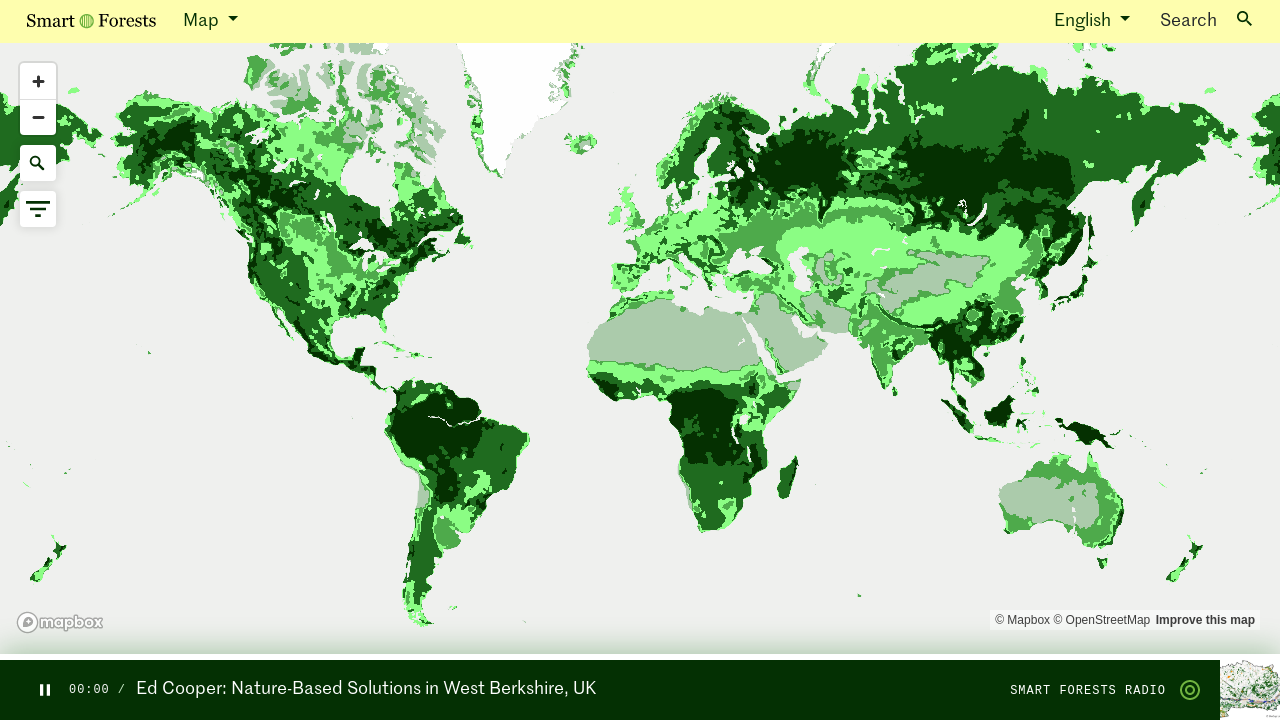 Smart Forests Map English Search
mapbox
© Mapbox © OpenStreetMap Improve this map
00:00 / Ed Cooper: Nature-Based Solutions in West Berkshire, UK SMART FORESTS RADIO